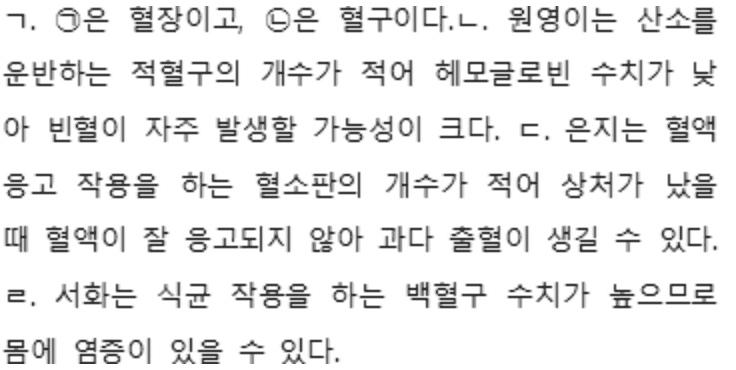 ㄱ. ㉠은 혈장이고, ㉡은 혈구이다.ㄴ. 원영이는 산소를
운반하는 적혈구의 개수가 적어 헤모글로빈 수치가 낮
아 빈혈이 자주 발생할 가능성이 크다. ㄷ. 은지는 혈액
응고 작용을 하는 혈소판의 개수가 적어 상처가 났을
때 혈액이 잘 응고되지 않아 과다 출혈이 생길 수 있다.
ㄹ. 서화는 식균 작용을 하는 백혈구 수치가 높으므로
몸에 염증이 있을 수 있다.